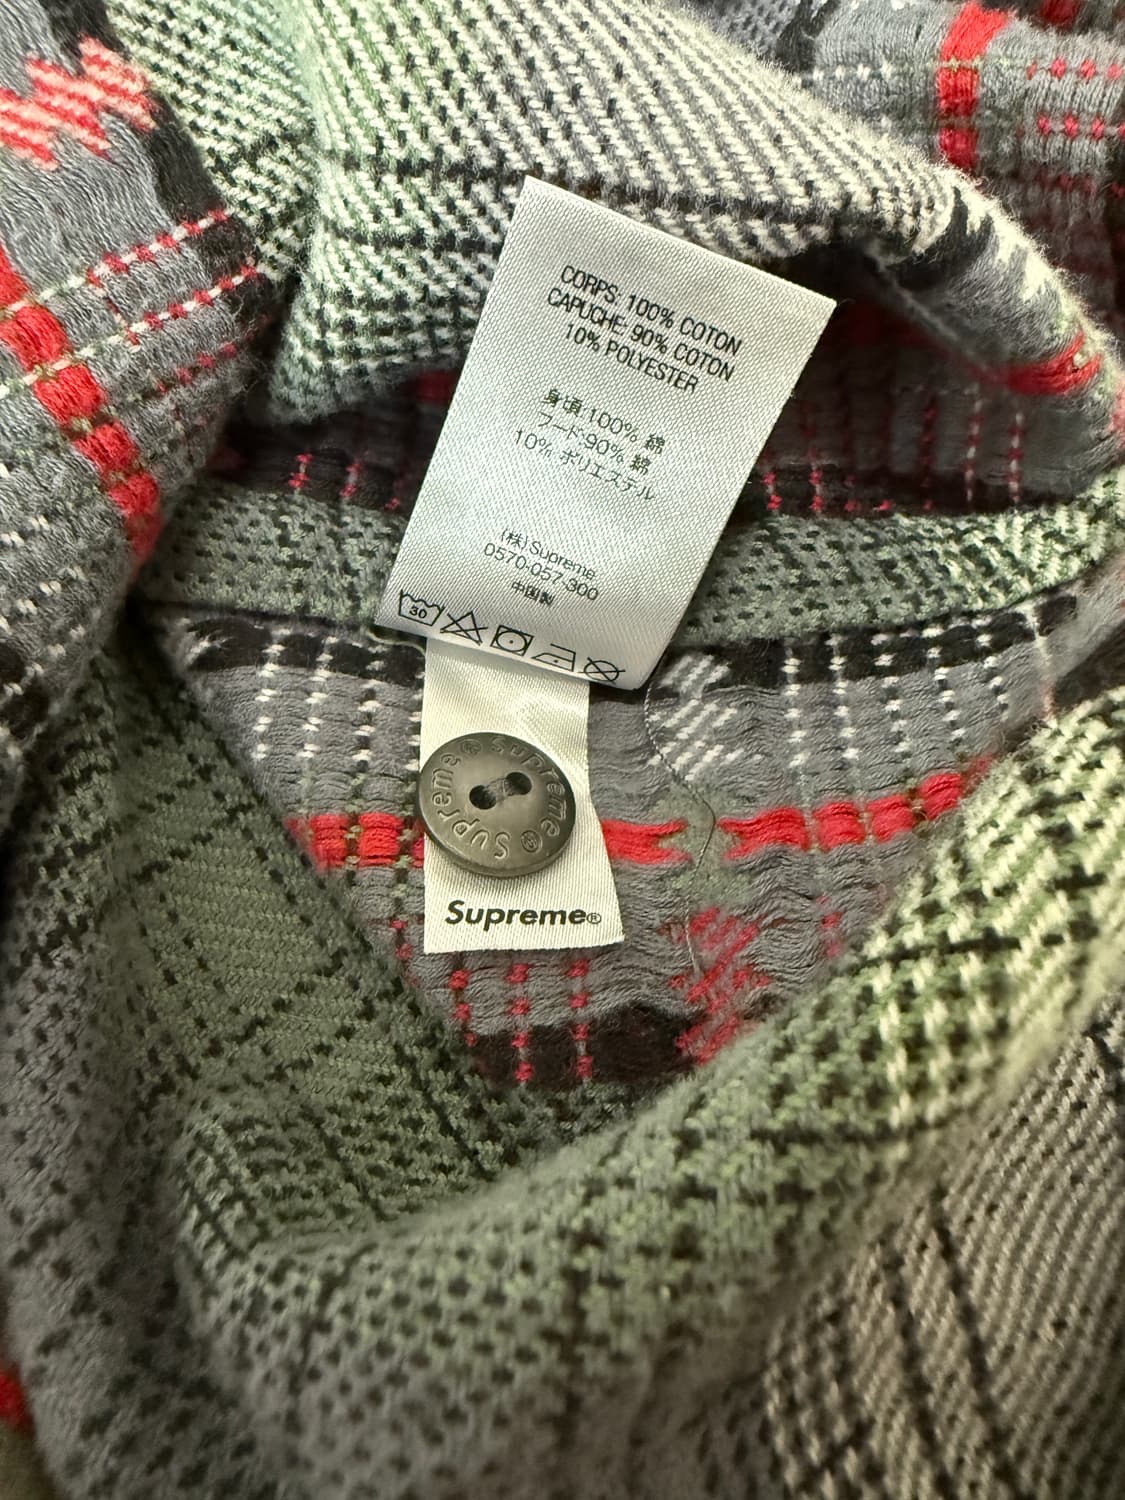 CORPS: 100% COTON
CAPUCHE: 90% COTON
10% POLYESTER
身頃:100% 綿
フード:90% 綿
10% ポリエステル
(株)Supreme
0570-057-300
中国製
30
Supreme® Supreme®
Supreme®